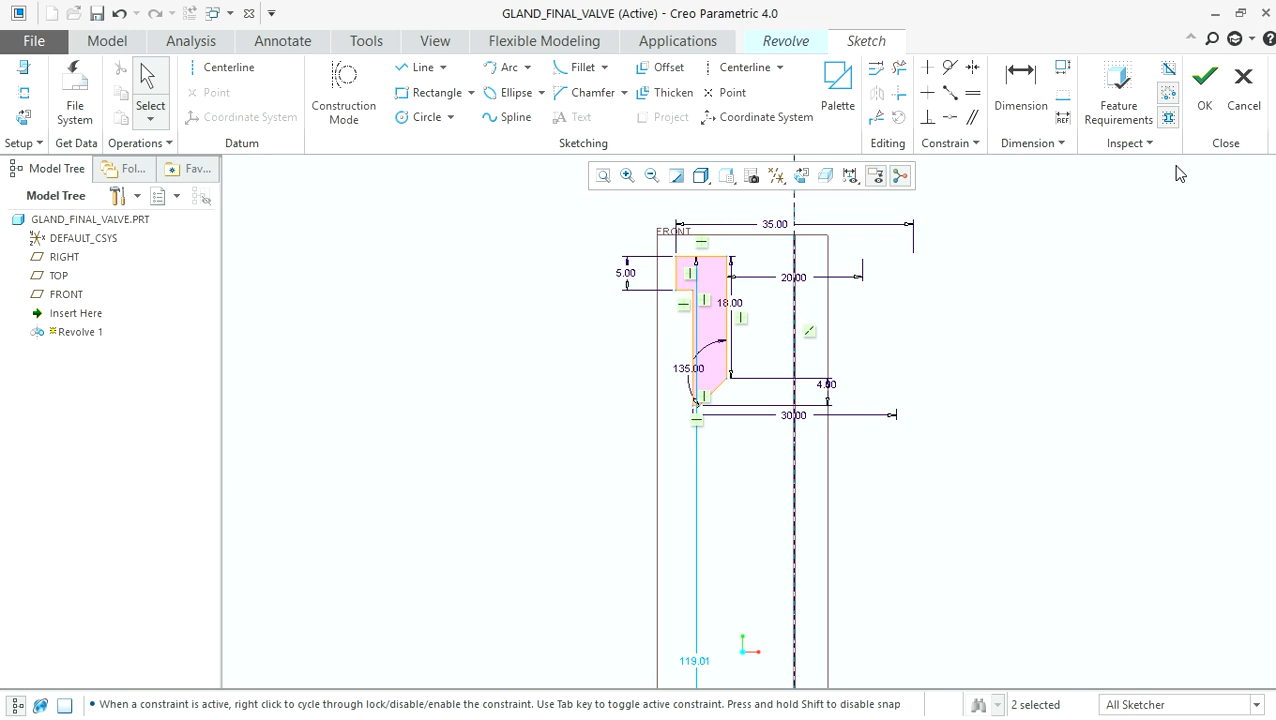 GLAND_FINAL_VALVE (Active) - Creo Parametric 4.0
File Model Analysis Annotate Tools View Flexible Modeling Applications Revolve Sketch
Centerline Line Arc Fillet Offset Centerline
Point Rectangle Ellipse Chamfer Thicken Point
Coordinate System Circle Spline Text Project Coordinate System
File System
Select
Construction Mode
Palette
Dimension
Feature Requirements
OK
Cancel
Setup Get Data Operations Datum Sketching Editing Constrain Dimension Inspect Close
Model Tree Fol... Fav...
Model Tree
GLAND_FINAL_VALVE.PRT
DEFAULT_CSYS
RIGHT
TOP
FRONT
Insert Here
Revolve 1
35.00
FRONT
5.00
20.00
18.00
135.00
4.00
30.00
119.01
REF
When a constraint is active, right click to cycle through lock/disable/enable the constraint. Use Tab key to toggle active constraint. Press and hold Shift to disable snap
2 selected
All Sketcher